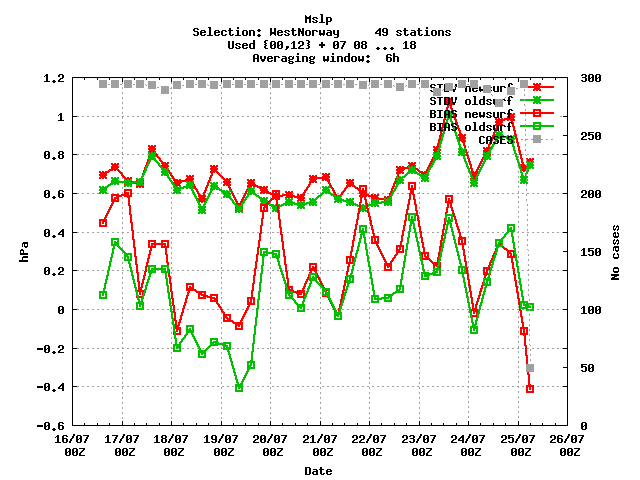 Mslp
Selection: WestNorway 49 stations
Used {00,12} + 07 08 ... 18
Averaging window: 6h
1.2
1
0.8
0.6
0.4
0.2
0
-0.2
-0.4
-0.6
hPa
300
250
200
150
100
50
0
No cases
STDV newsurf
STDV oldsurf
BIAS newsurf
BIAS oldsurf
CASES
16/07 17/07 18/07 19/07 20/07 21/07 22/07 23/07 24/07 25/07 26/07
00Z 00Z 00Z 00Z 00Z 00Z 00Z 00Z 00Z 00Z 00Z
Date